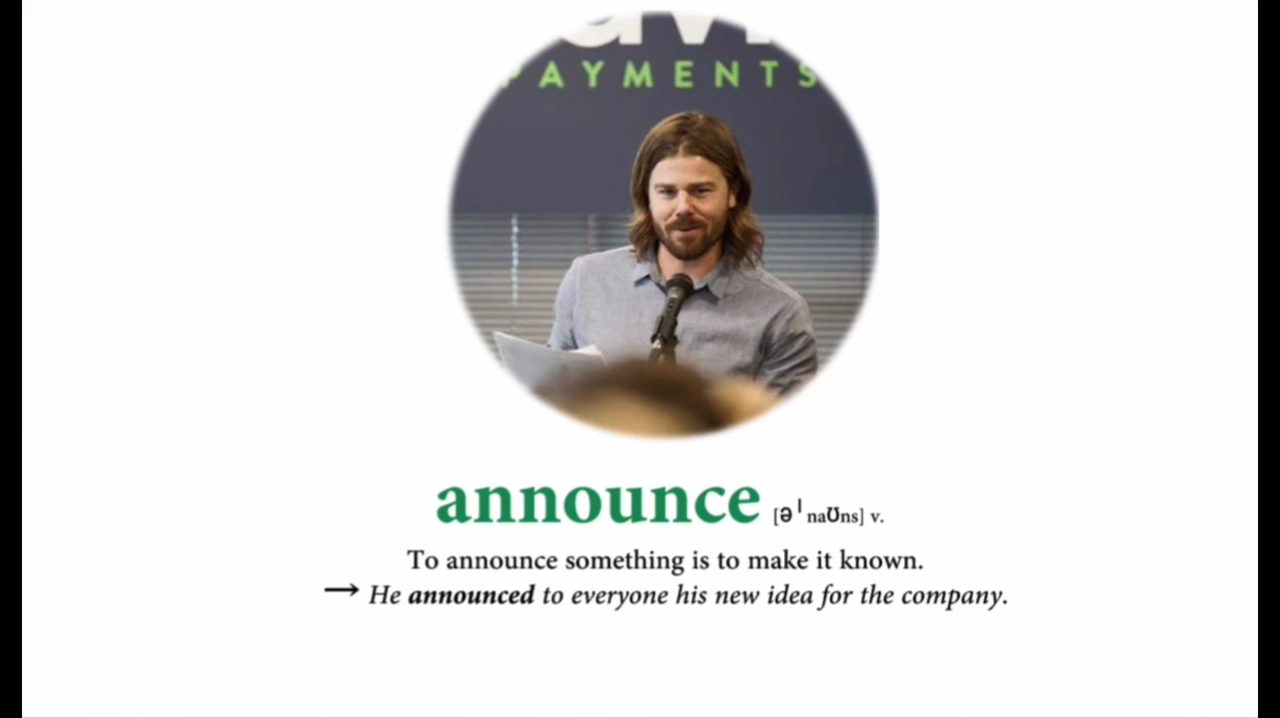 PAYMENTS
announce [əˈnaʊns] v.
To announce something is to make it known.
→ He announced to everyone his new idea for the company.